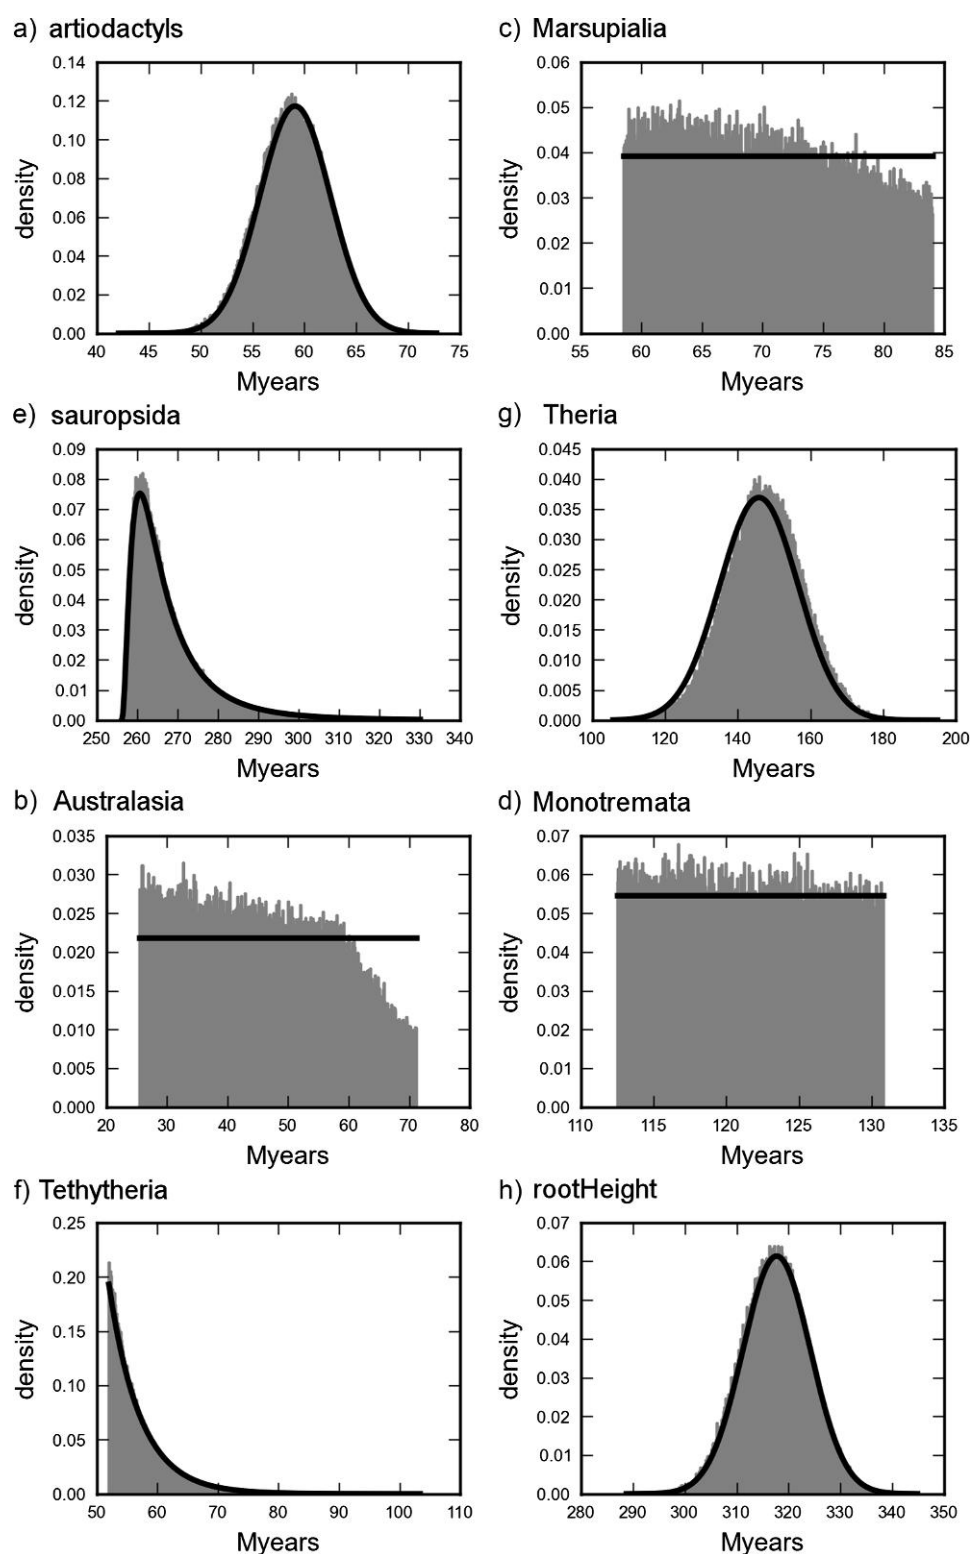 a) artiodactyls
0.14
0.12
0.10
0.08
0.06
0.04
0.02
0.00
density
40 45 50 55 60 65 70 75
Myears
c) Marsupialia
0.06
0.05
0.04
0.03
0.02
0.01
0.00
density
55 60 65 70 75 80 85
Myears
e) sauropsida
0.09
0.08
0.07
0.06
0.05
0.04
0.03
0.02
0.01
0.00
density
250 260 270 280 290 300 310 320 330 340
Myears
g) Theria
0.045
0.040
0.035
0.030
0.025
0.020
0.015
0.010
0.005
0.000
density
100 120 140 160 180 200
Myears
b) Australasia
0.035
0.030
0.025
0.020
0.015
0.010
0.005
0.000
density
20 30 40 50 60 70 80
Myears
d) Monotremata
0.07
0.06
0.05
0.04
0.03
0.02
0.01
0.00
density
110 115 120 125 130 135
Myears
f) Tethytheria
0.25
0.20
0.15
0.10
0.05
0.00
density
50 60 70 80 90 100 110
Myears
h) rootHeight
0.07
0.06
0.05
0.04
0.03
0.02
0.01
0.00
density
280 290 300 310 320 330 340 350
Myears